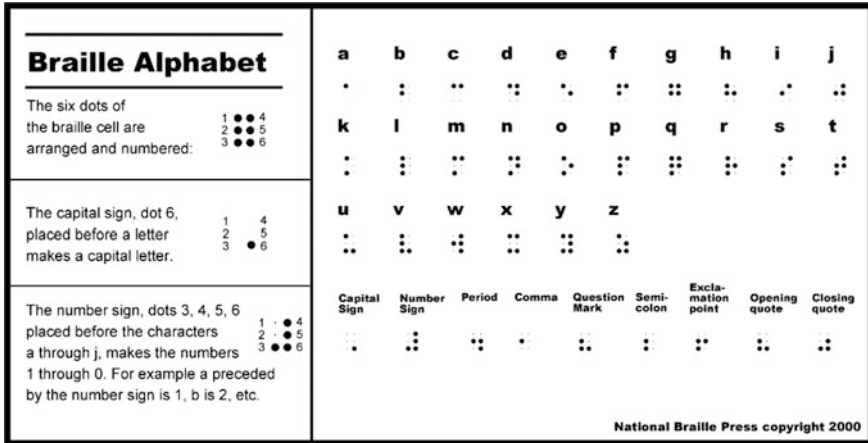 Braille Alphabet
The six dots of
the braille cell are
arranged and numbered:
1 4
2 5
3 6
The capital sign, dot 6,
placed before a letter
makes a capital letter.
1 4
2 5
3 6
The number sign, dots 3, 4, 5, 6
placed before the characters
a through j, makes the numbers
1 through 0. For example a preceded
by the number sign is 1, b is 2, etc.
1 4
2 5
3 6
a b c d e f g h i j
⠁ ⠃ ⠉ ⠙ ⠑ ⠋ ⠛ ⠓ ⠊ ⠚
k l m n o p q r s t
⠅ ⠇ ⠍ ⠝ ⠕ ⠏ ⠟ ⠗ ⠎ ⠞
u v w x y z
⠥ ⠧ ⠺ ⠭ ⠽ ⠵
Capital Sign Number Sign Period Comma Question Mark Semi-colon Excla-mation point Opening quote Closing quote
National Braille Press copyright 2000